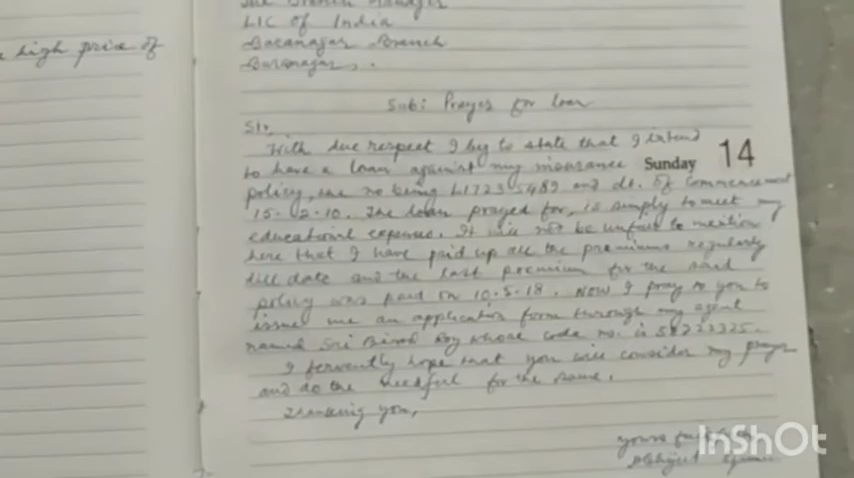 high price of
The Branch Manager
LIC of India
Baranagar Branch
Baranagar.
Sub: Prayer for loan
Sir,
With due respect I beg to state that I intend
to have a loan against my insurance
Sunday 14
policy, the no being L17235489 and dt. of commencement
15-02-10. The loan prayed for, is simply to meet my
educational expenses. It will not be unfair to mention
here that I have paid up all the premiums regularly
till date and the last premium for the said
policy was paid on 10.5.18. Now I pray to you to
issue me an application form through my agent
named Sri Roy whose code no. is 58222325.
I fervently hope that you will consider my prayer
and do the needful for the same.
Thanking you,
Yours faithfully
Abhijeet
InShOt